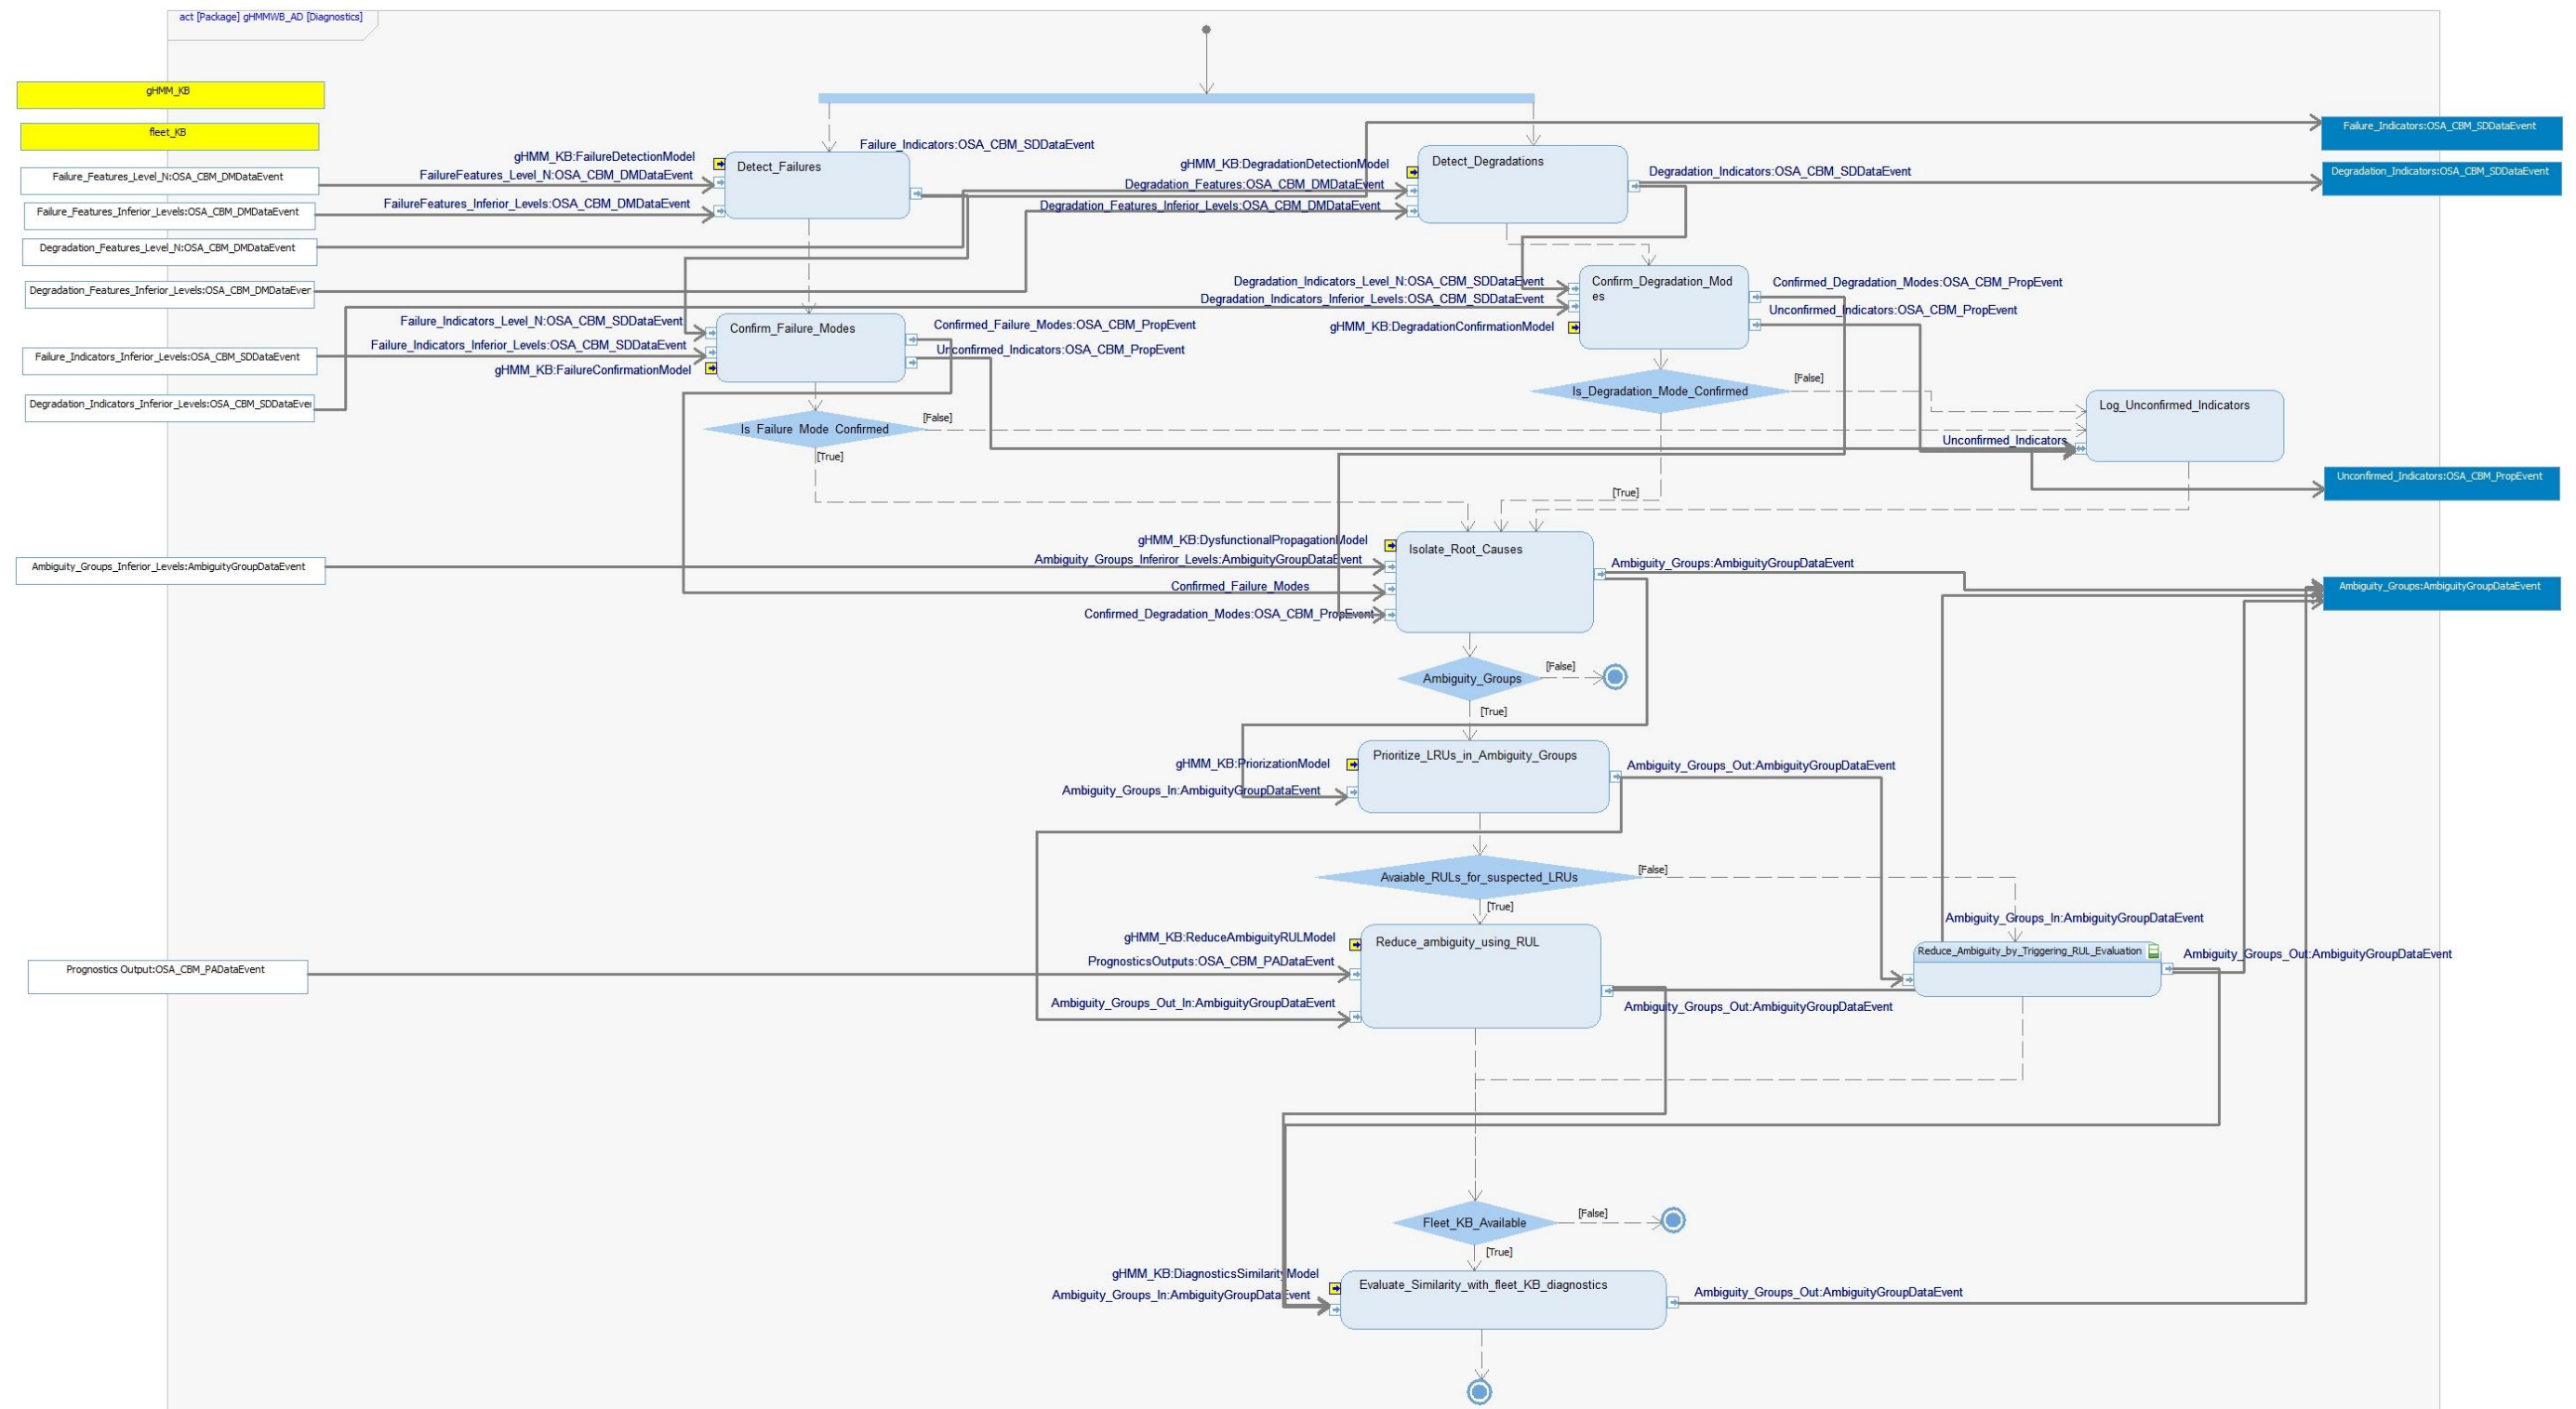 act [Package] gHMMWB_AD [Diagnostics]
gHMM_KB
fleet_KB
Failure_Features_Level_N:OSA_CBM_DMDataEvent
Failure_Features_Inferior_Levels:OSA_CBM_DMDataEvent
Degradation_Features_Level_N:OSA_CBM_DMDataEvent
Degradation_Features_Inferior_Levels:OSA_CBM_DMDataEven
Failure_Indicators_Inferior_Levels:OSA_CBM_SDDataEvent
Degradation_Indicators_Inferior_Levels:OSA_CBM_SDDataEven
Ambiguity_Groups_Inferior_Levels:AmbiguityGroupDataEvent
Prognostics Output:OSA_CBM_PADataEvent
gHMM_KB:FailureDetectionModel
FailureFeatures_Level_N:OSA_CBM_DMDataEvent
FailureFeatures_Inferior_Levels:OSA_CBM_DMDataEvent
Detect_Failures
Failure_Indicators:OSA_CBM_SDDataEvent
gHMM_KB:DegradationDetectionModel
Degradation_Features:OSA_CBM_DMDataEvent
Degradation_Features_Inferior_Levels:OSA_CBM_DMDataEvent
Detect_Degradations
Degradation_Indicators:OSA_CBM_SDDataEvent
Failure_Indicators:OSA_CBM_SDDataEvent
Degradation_Indicators:OSA_CBM_SDDataEvent
Degradation_Indicators_Level_N:OSA_CBM_SDDataEvent
Degradation_Indicators_Inferior_Levels:OSA_CBM_SDDataEvent
gHMM_KB:DegradationConfirmationModel
Confirm_Degradation_Mod
es
Confirmed_Degradation_Modes:OSA_CBM_PropEvent
Unconfirmed_Indicators:OSA_CBM_PropEvent
Failure_Indicators_Level_N:OSA_CBM_SDDataEvent
Failure_Indicators_Inferior_Levels:OSA_CBM_SDDataEvent
gHMM_KB:FailureConfirmationModel
Confirm_Failure_Modes
Confirmed_Failure_Modes:OSA_CBM_PropEvent
Unconfirmed_Indicators:OSA_CBM_PropEvent
Is_Degradation_Mode_Confirmed
[False]
[True]
Is_Failure_Mode_Confirmed
[False]
[True]
Log_Unconfirmed_Indicators
Unconfirmed_Indicators
Unconfirmed_Indicators:OSA_CBM_PropEvent
gHMM_KB:DysfunctionalPropagationModel
Ambiguity_Groups_Inferiror_Levels:AmbiguityGroupDataEvent
Confirmed_Failure_Modes
Confirmed_Degradation_Modes:OSA_CBM_PropEvent
Isolate_Root_Causes
Ambiguity_Groups:AmbiguityGroupDataEvent
Ambiguity_Groups:AmbiguityGroupDataEvent
Ambiguity_Groups
[False]
[True]
gHMM_KB:PriorizationModel
Ambiguity_Groups_In:AmbiguityGroupDataEvent
Prioritize_LRUs_in_Ambiguity_Groups
Ambiguity_Groups_Out:AmbiguityGroupDataEvent
Avaiable_RULs_for_suspected_LRUs
[False]
[True]
gHMM_KB:ReduceAmbiguityRULModel
PrognosticsOutputs:OSA_CBM_PADataEvent
Ambiguity_Groups_Out_In:AmbiguityGroupDataEvent
Reduce_ambiguity_using_RUL
Ambiguity_Groups_Out:AmbiguityGroupDataEvent
Ambiguity_Groups_In:AmbiguityGroupDataEvent
Reduce_Ambiguity_by_Triggering_RUL_Evaluation
Ambiguity_Groups_Out:AmbiguityGroupDataEvent
Fleet_KB_Available
[False]
[True]
gHMM_KB:DiagnosticsSimilarityModel
Ambiguity_Groups_In:AmbiguityGroupDataEvent
Evaluate_Similarity_with_fleet_KB_diagnostics
Ambiguity_Groups_Out:AmbiguityGroupDataEvent